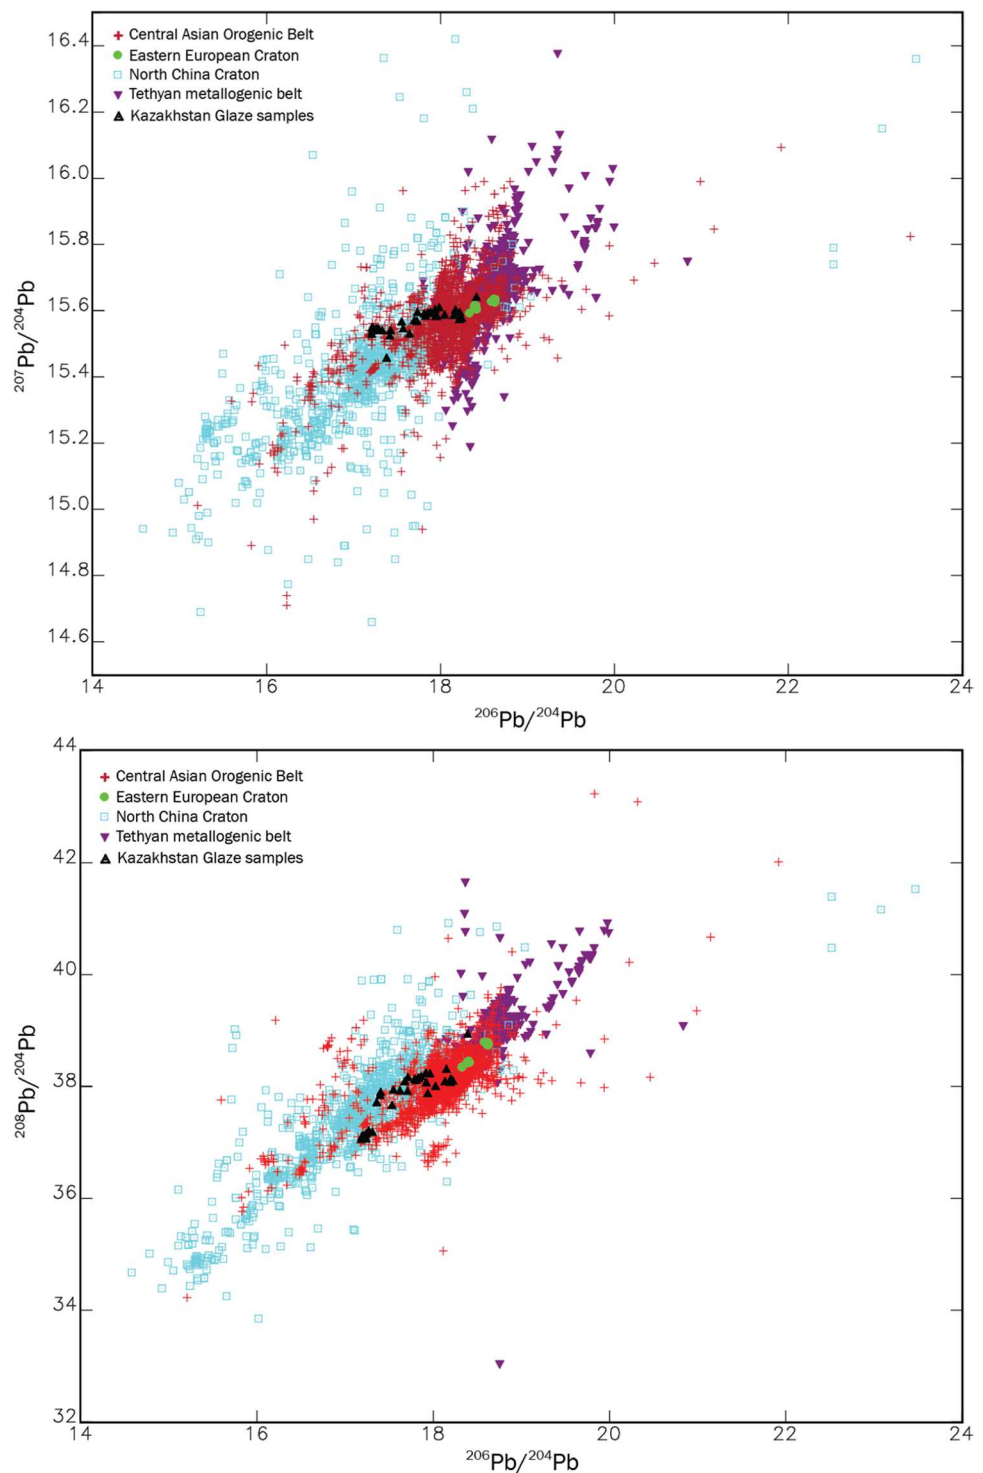 16.4
16.2
16.0
15.8
15.6
15.4
15.2
15.0
14.8
14.6
²⁰⁷Pb/²⁰⁴Pb
Central Asian Orogenic Belt
Eastern European Craton
North China Craton
Tethyan metallogenic belt
Kazakhstan Glaze samples
14 16 18 20 22 24
²⁰⁶Pb/²⁰⁴Pb
44
42
40
38
36
34
32
²⁰⁸Pb/²⁰⁴Pb
Central Asian Orogenic Belt
Eastern European Craton
North China Craton
Tethyan metallogenic belt
Kazakhstan Glaze samples
14 16 18 20 22 24
²⁰⁶Pb/²⁰⁴Pb